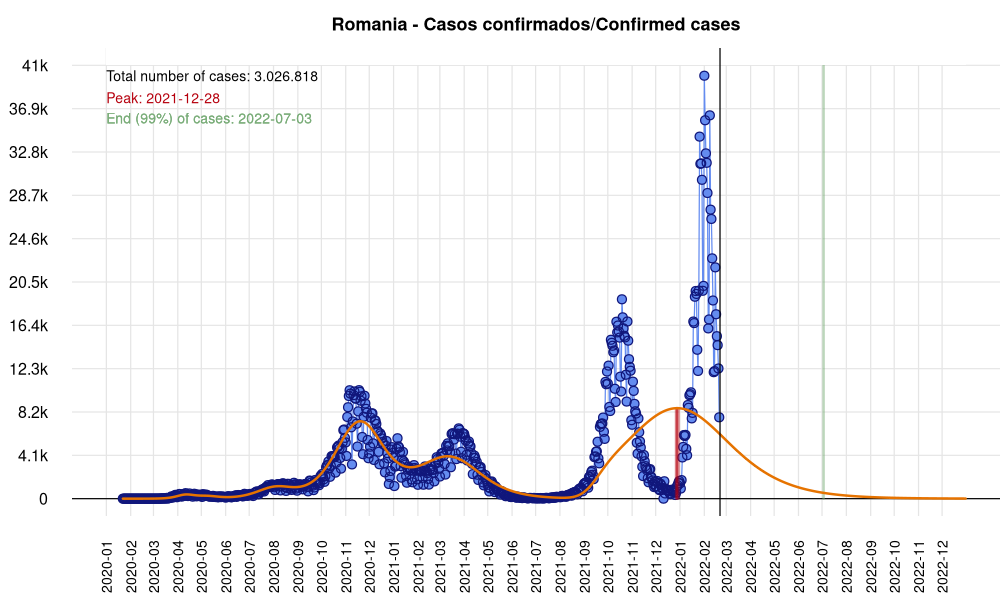 Romania - Casos confirmados/Confirmed cases
Total number of cases: 3.026.818
Peak: 2021-12-28
End (99%) of cases: 2022-07-03
41k
36.9k
32.8k
28.7k
24.6k
20.5k
16.4k
12.3k
8.2k
4.1k
0
2020-01
2020-02
2020-03
2020-04
2020-05
2020-06
2020-07
2020-08
2020-09
2020-10
2020-11
2020-12
2021-01
2021-02
2021-03
2021-04
2021-05
2021-06
2021-07
2021-08
2021-09
2021-10
2021-11
2021-12
2022-01
2022-02
2022-03
2022-04
2022-05
2022-06
2022-07
2022-08
2022-09
2022-10
2022-11
2022-12